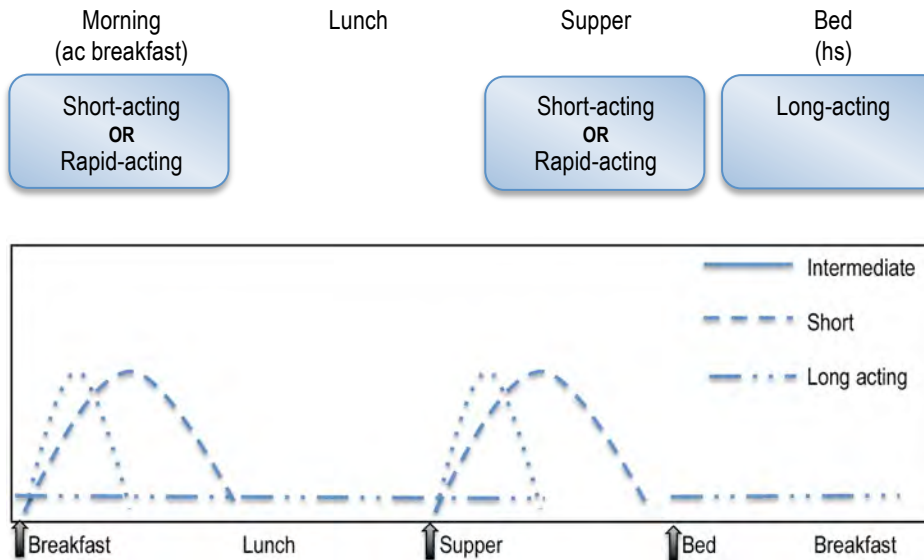 Morning
(ac breakfast)
Lunch
Supper
Bed
(hs)
Short-acting
OR
Rapid-acting
Short-acting
OR
Rapid-acting
Long-acting
Intermediate
Short
Long acting
Breakfast
Lunch
Supper
Bed
Breakfast